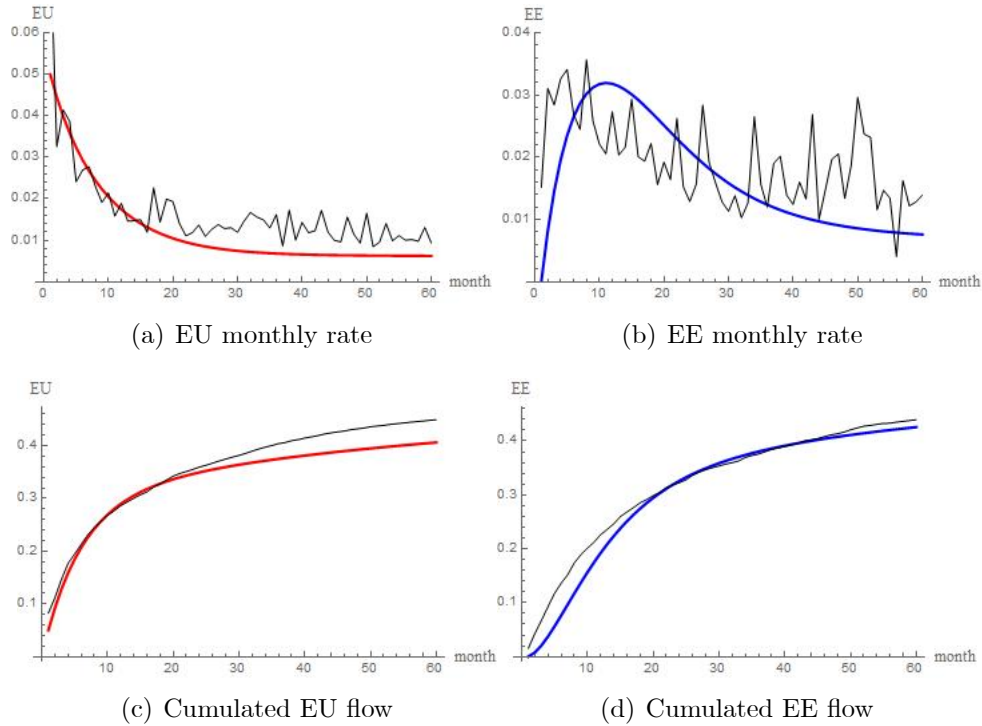 EU
0.06
0.05
0.04
0.03
0.02
0.01
0 10 20 30 40 50 60 month
(a) EU monthly rate
EE
0.04
0.03
0.02
0.01
0 10 20 30 40 50 60 month
(b) EE monthly rate
EU
0.4
0.3
0.2
0.1
10 20 30 40 50 60 month
(c) Cumulated EU flow
EE
0.4
0.3
0.2
0.1
10 20 30 40 50 60 month
(d) Cumulated EE flow